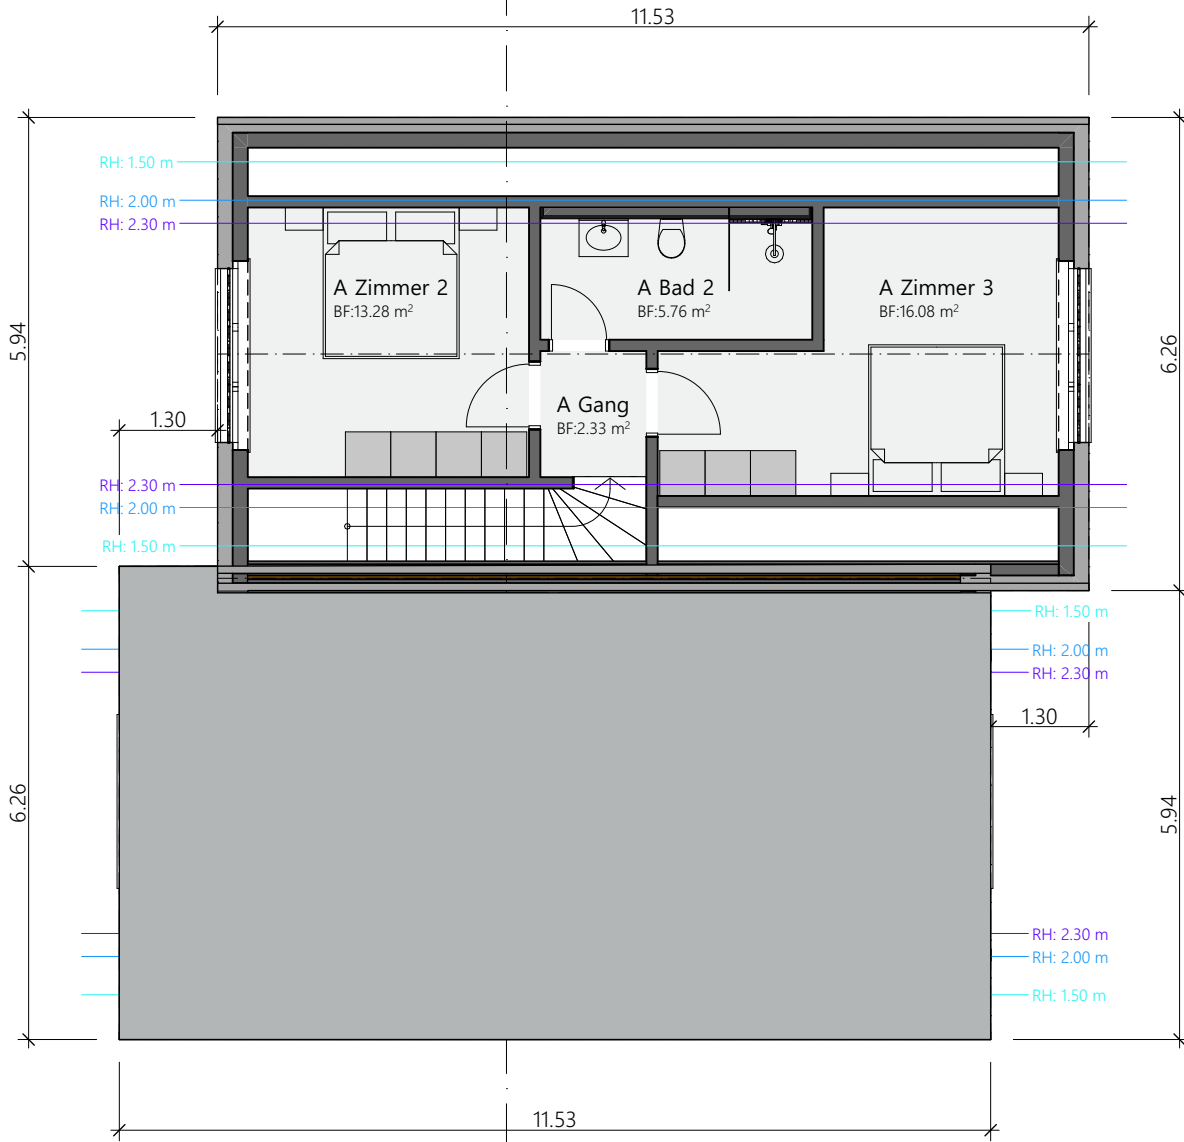 11.53
RH: 1.50 m
RH: 2.00 m
RH: 2.30 m
A Zimmer 2
BF:13.28 m²
A Bad 2
BF:5.76 m²
A Zimmer 3
BF:16.08 m²
5.94
6.26
1.30
A Gang
BF:2.33 m²
RH: 2.30 m
RH: 2.00 m
RH: 1.50 m
RH: 1.50 m
RH: 2.00 m
RH: 2.30 m
1.30
6.26
5.94
RH: 2.30 m
RH: 2.00 m
RH: 1.50 m
11.53